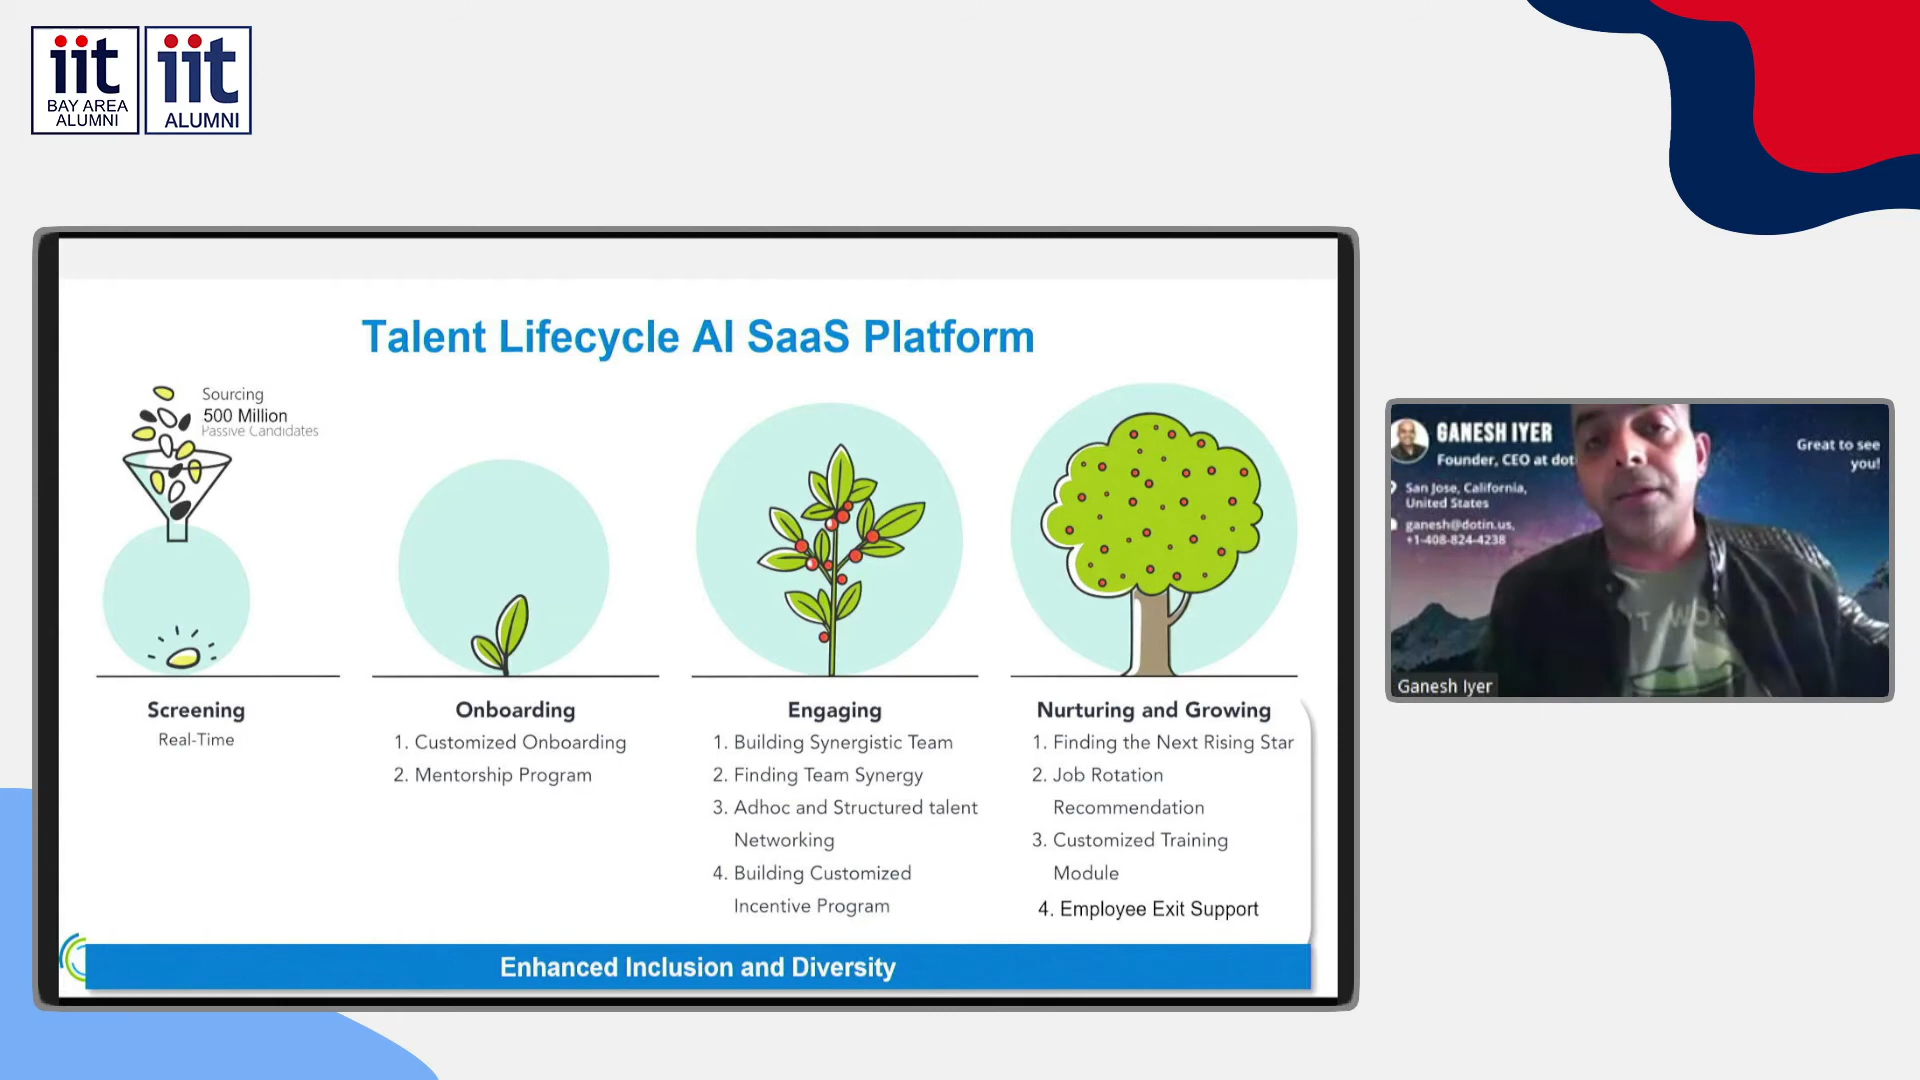 iit
BAY AREA
ALUMNI
iit
ALUMNI
Talent Lifecycle AI SaaS Platform
Sourcing
500 Million
Passive Candidates
Screening
Real-Time
Onboarding
1. Customized Onboarding
2. Mentorship Program
Engaging
1. Building Synergistic Team
2. Finding Team Synergy
3. Adhoc and Structured talent
Networking
4. Building Customized
Incentive Program
Nurturing and Growing
1. Finding the Next Rising Star
2. Job Rotation
Recommendation
3. Customized Training
Module
4. Employee Exit Support
Enhanced Inclusion and Diversity
GANESH IYER
Founder, CEO at dot
San Jose, California,
United States
ganesh@dotin.us,
+1-408-824-4238
Great to see
you!
Ganesh Iyer